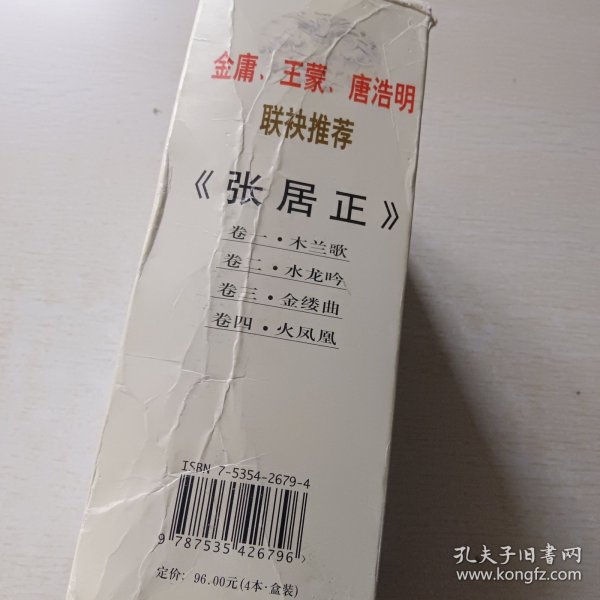 金庸、王蒙、唐浩明
联袂推荐
《张居正》
卷一·木兰歌
卷二·水龙吟
卷三·金缕曲
卷四·火凤凰
ISBN 7-5354-2679-4
9 787535 426796 >
定价：96.00元(4本·盒装)
孔夫子旧书网
www.kongfz.com